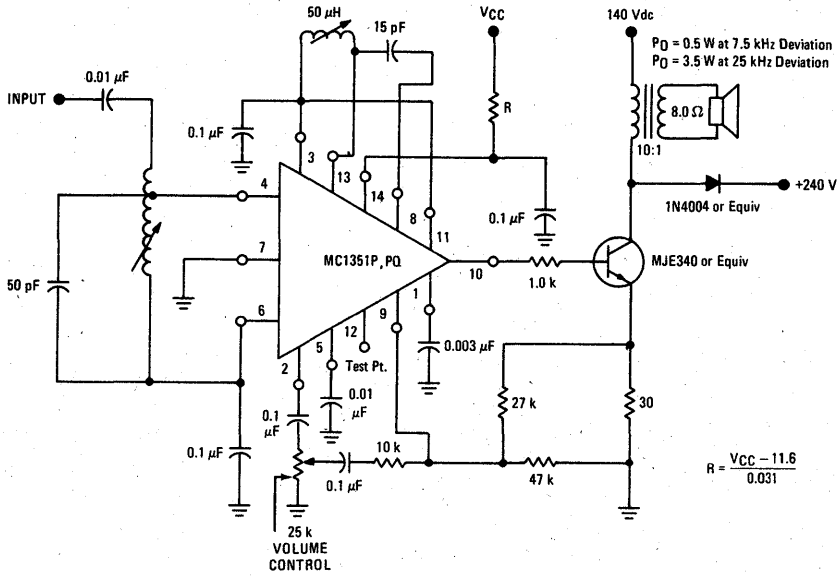 50 μH
15 pF
VCC
140 Vdc
PO = 0.5 W at 7.5 kHz Deviation
PO = 3.5 W at 25 kHz Deviation
0.01 μF
INPUT
R
8.0 Ω
0.1 μF
10:1
3
13
14
8
11
4
0.1 μF
1N4004 or Equiv
+240 V
7
MC1351P, PQ
10
1.0 k
MJE340 or Equiv
50 pF
6
1
9
12
5
2
Test Pt.
0.003 μF
0.01
μF
0.1
μF
27 k
30
0.1 μF
10 k
0.1 μF
47 k
R = VCC – 11.6
0.031
25 k
VOLUME
CONTROL